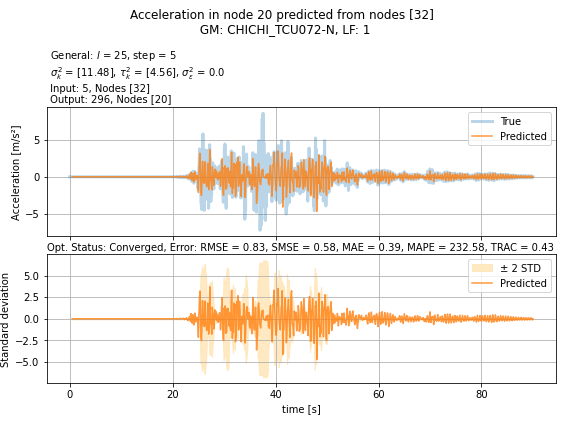 Acceleration in node 20 predicted from nodes [32]
GM: CHICHI_TCU072-N, LF: 1
General: l = 25, step = 5
σ²ₖ = [11.48], τ²ₖ = [4.56], σ²ε = 0.0
Input: 5, Nodes [32]
Output: 296, Nodes [20]
Acceleration [m/s²]
5
0
−5
True
Predicted
Opt. Status: Converged, Error: RMSE = 0.83, SMSE = 0.58, MAE = 0.39, MAPE = 232.58, TRAC = 0.43
Standard deviation
5.0
2.5
0.0
−2.5
−5.0
± 2 STD
Predicted
0 20 40 60 80
time [s]